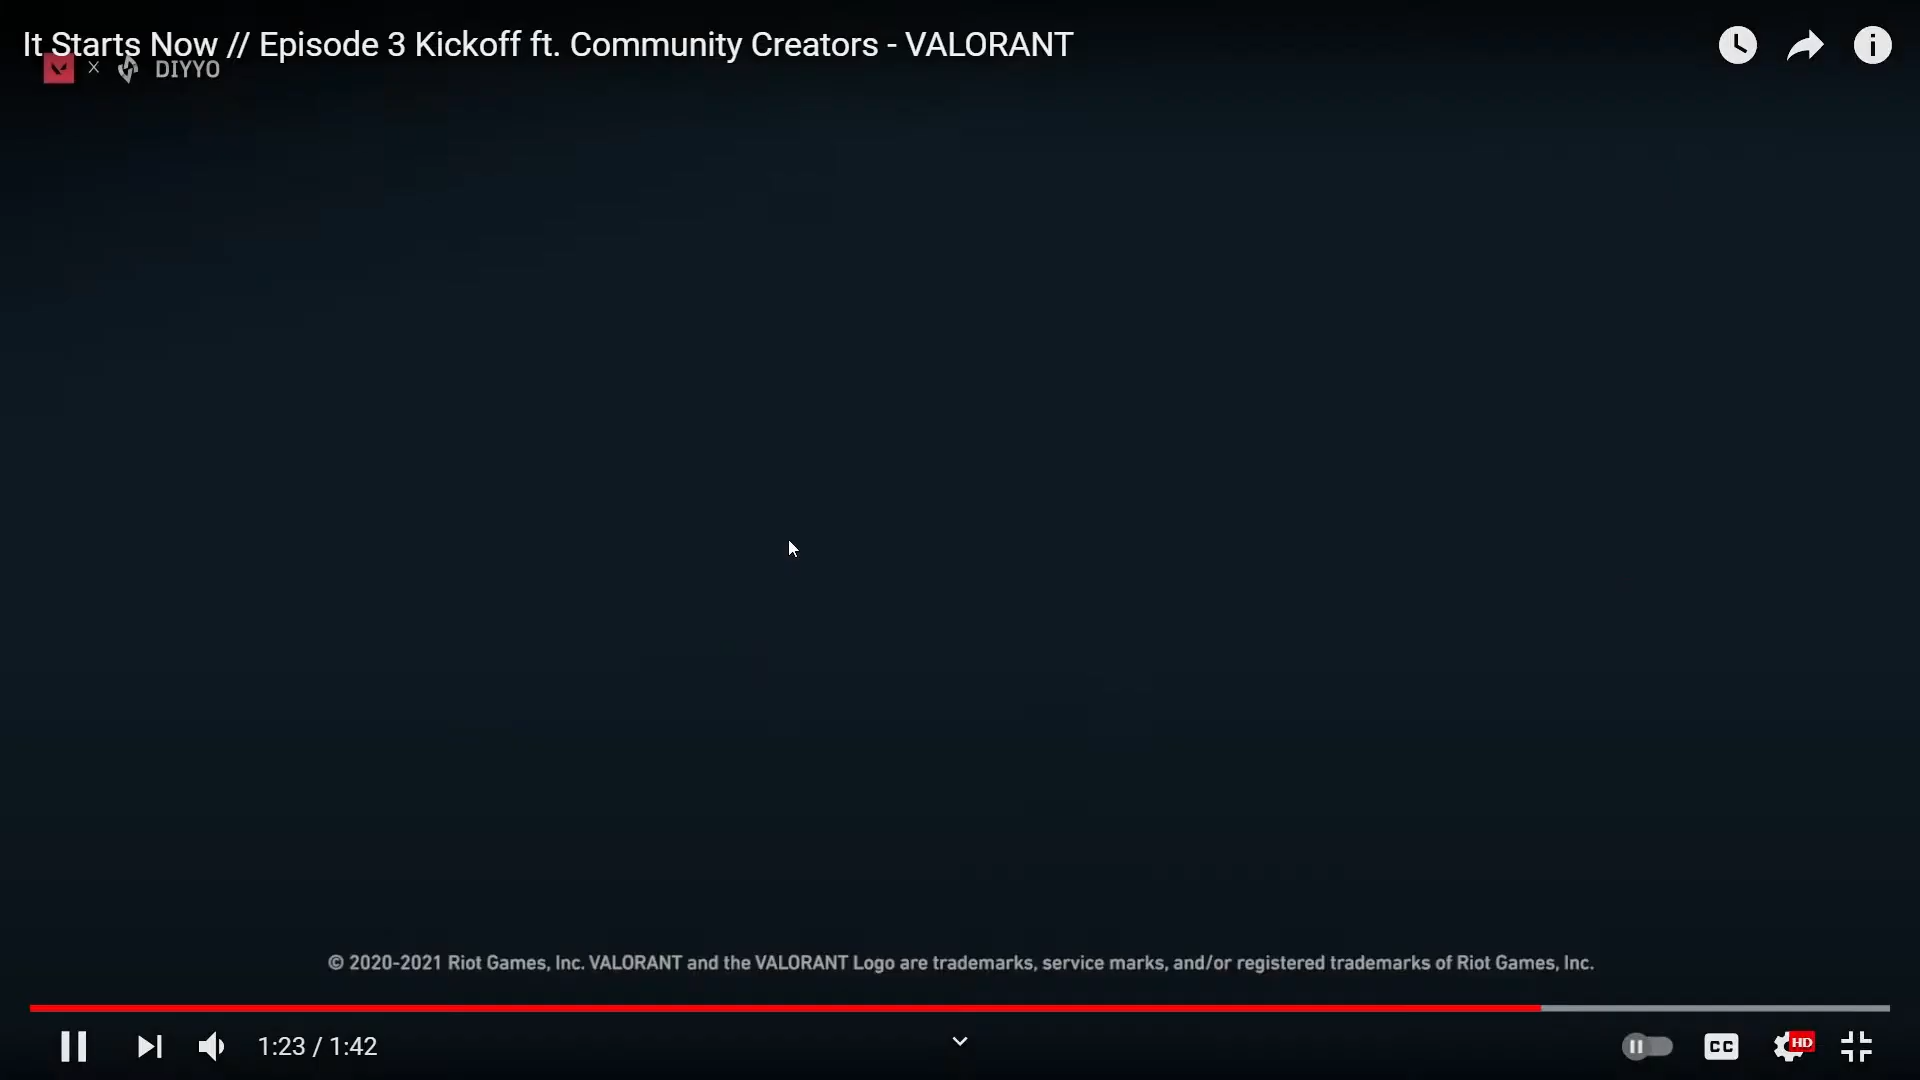 It Starts Now // Episode 3 Kickoff ft. Community Creators - VALORANT
× DIYYO
© 2020-2021 Riot Games, Inc. VALORANT and the VALORANT Logo are trademarks, service marks, and/or registered trademarks of Riot Games, Inc.
1:23 / 1:42
CC
HD